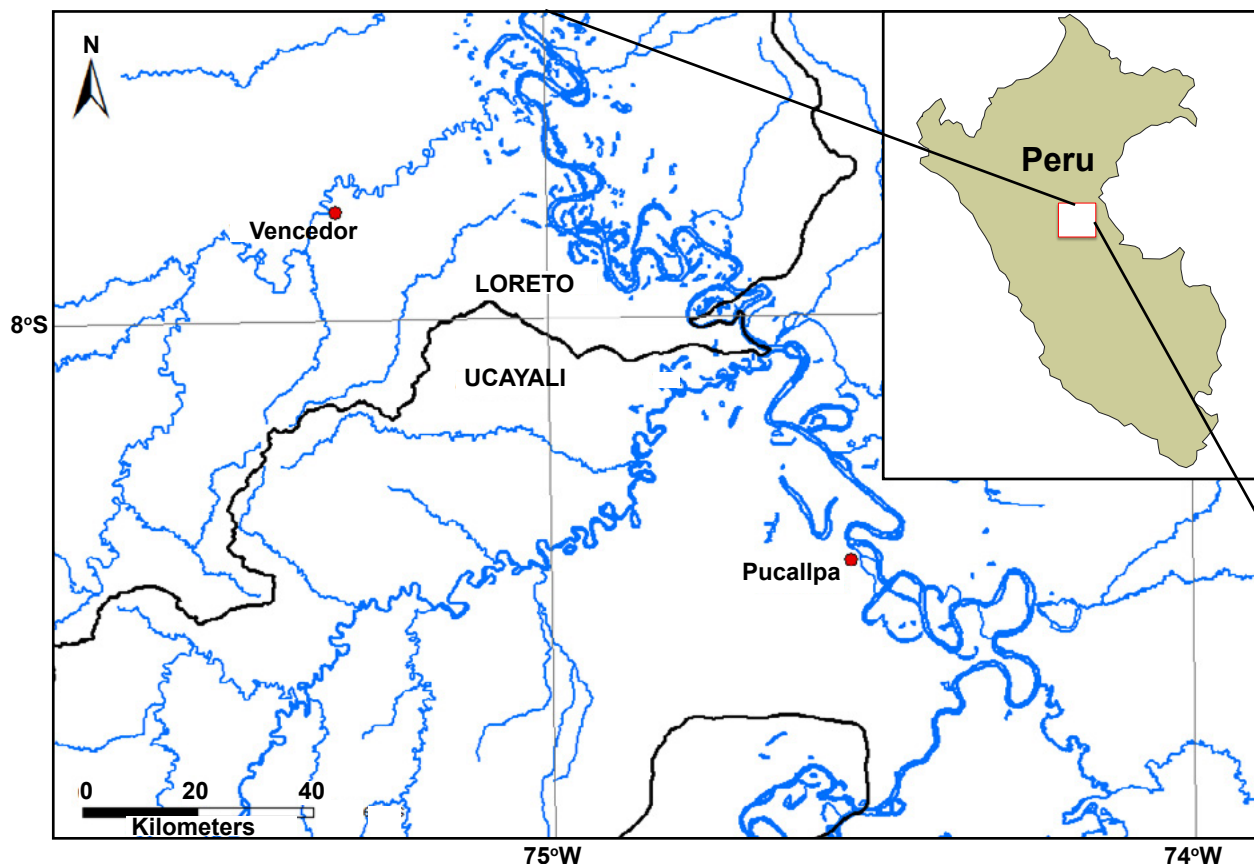 N
Peru
Vencedor
LORETO
8°S
UCAYALI
Pucallpa
0 20 40
Kilometers
75°W 74°W